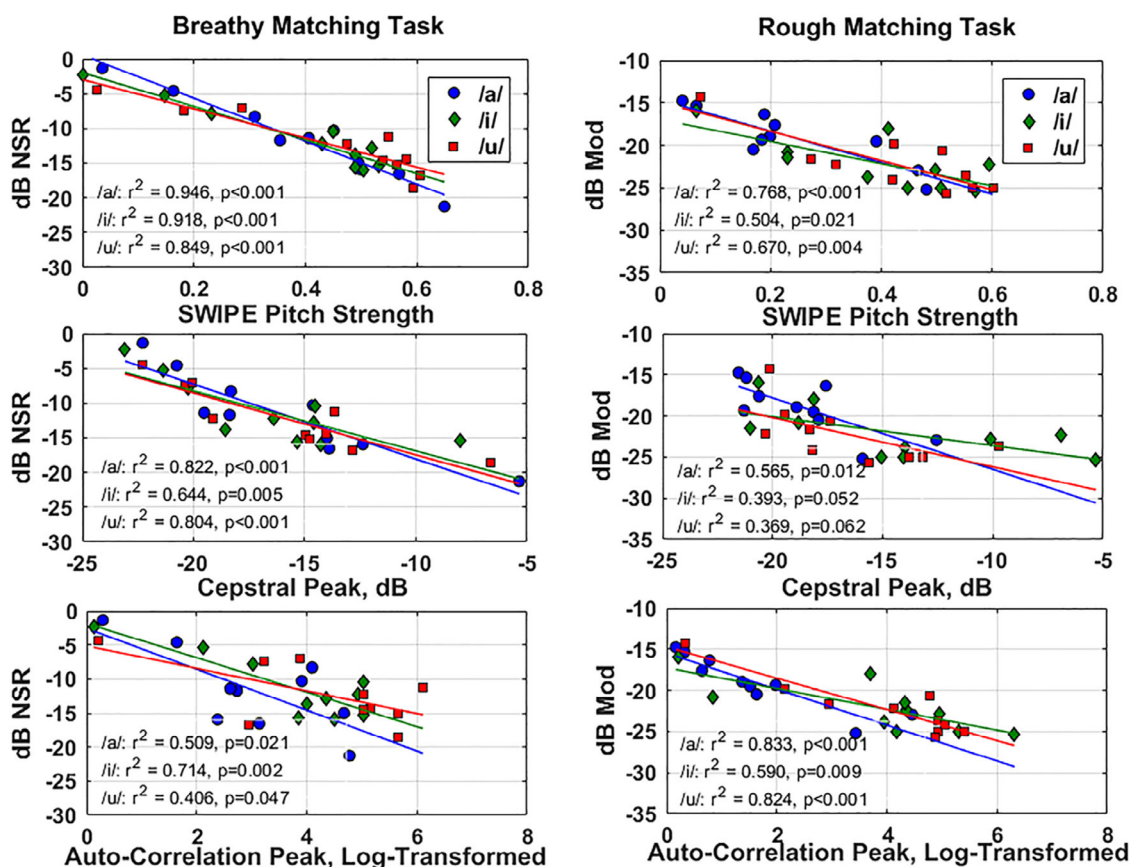 Breathy Matching Task
Rough Matching Task
0
-5
-10
-15
-20
-25
-30
dB NSR
/a/
/i/
/u/
/a/: r² = 0.946, p<0.001
/i/: r² = 0.918, p<0.001
/u/: r² = 0.849, p<0.001
0 0.2 0.4 0.6 0.8
SWIPE Pitch Strength
-10
-15
-20
-25
-30
-35
dB Mod
/a/
/i/
/u/
/a/: r² = 0.768, p<0.001
/i/: r² = 0.504, p=0.021
/u/: r² = 0.670, p=0.004
0 0.2 0.4 0.6 0.8
SWIPE Pitch Strength
0
-5
-10
-15
-20
-25
-30
dB NSR
/a/: r² = 0.822, p<0.001
/i/: r² = 0.644, p=0.005
/u/: r² = 0.804, p<0.001
-25 -20 -15 -10 -5
Cepstral Peak, dB
-10
-15
-20
-25
-30
-35
dB Mod
/a/: r² = 0.565, p=0.012
/i/: r² = 0.393, p=0.052
/u/: r² = 0.369, p=0.062
-25 -20 -15 -10 -5
Cepstral Peak, dB
0
-5
-10
-15
-20
-25
-30
dB NSR
/a/: r² = 0.509, p=0.021
/i/: r² = 0.714, p=0.002
/u/: r² = 0.406, p=0.047
0 2 4 6 8
Auto-Correlation Peak, Log-Transformed
-10
-15
-20
-25
-30
-35
dB Mod
/a/: r² = 0.833, p<0.001
/i/: r² = 0.590, p=0.009
/u/: r² = 0.824, p<0.001
0 2 4 6 8
Auto-Correlation Peak, Log-Transformed